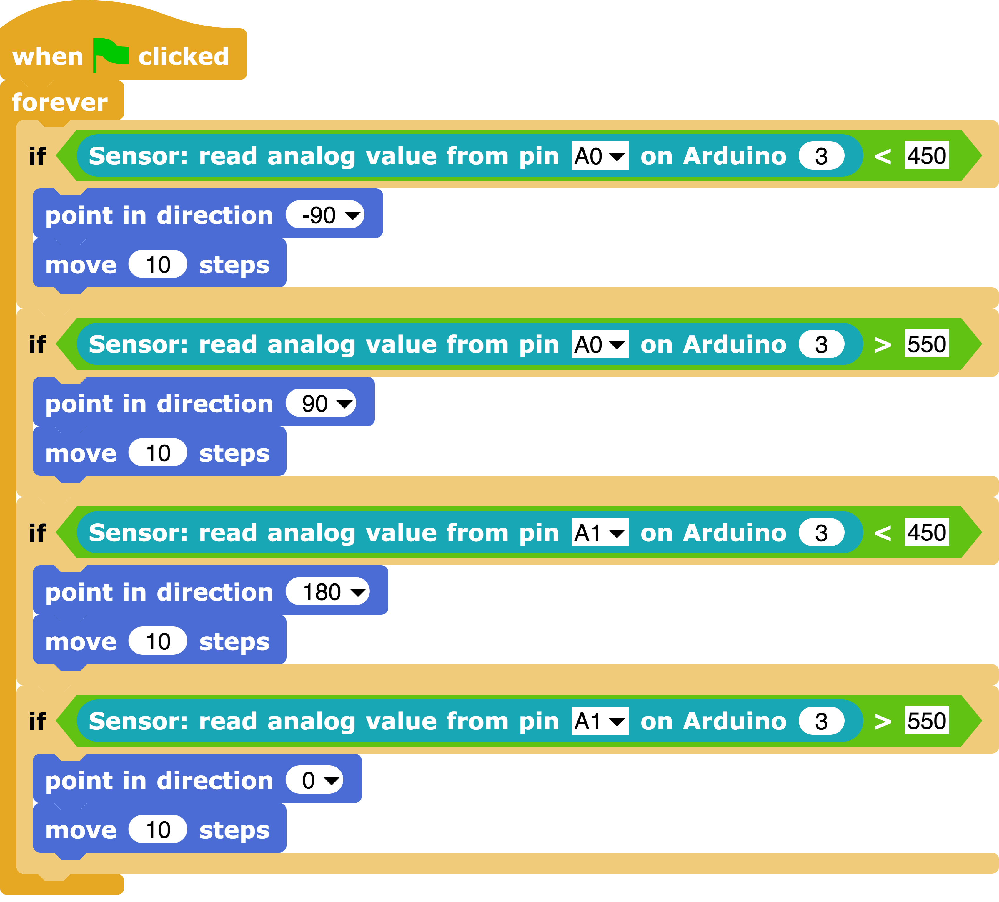 when clicked
forever
if Sensor: read analog value from pin A0 on Arduino 3 < 450
point in direction -90
move 10 steps
if Sensor: read analog value from pin A0 on Arduino 3 > 550
point in direction 90
move 10 steps
if Sensor: read analog value from pin A1 on Arduino 3 < 450
point in direction 180
move 10 steps
if Sensor: read analog value from pin A1 on Arduino 3 > 550
point in direction 0
move 10 steps